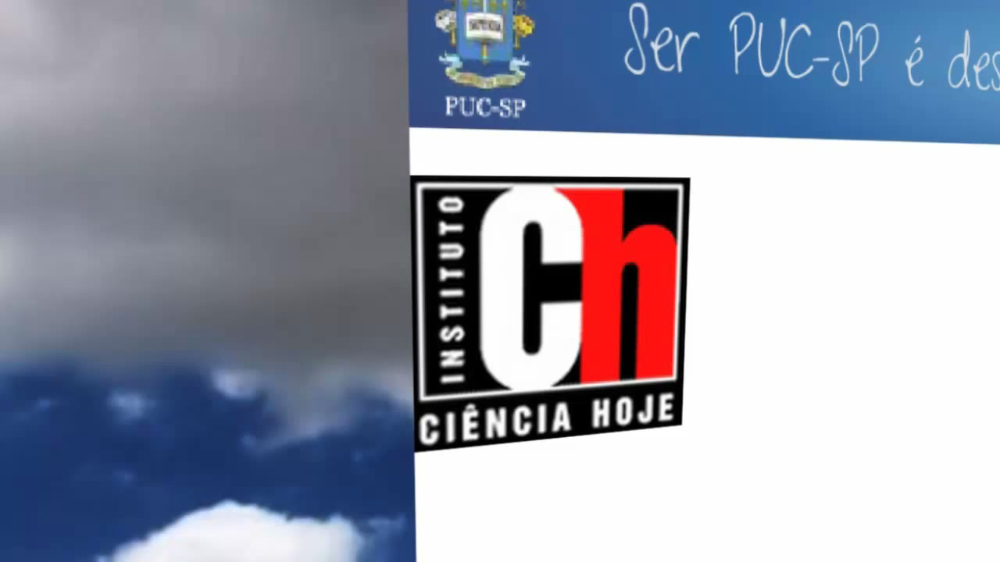 PUC-SP
Ser PUC-SP é des
INSTITUTO
Ch
CIÊNCIA HOJE